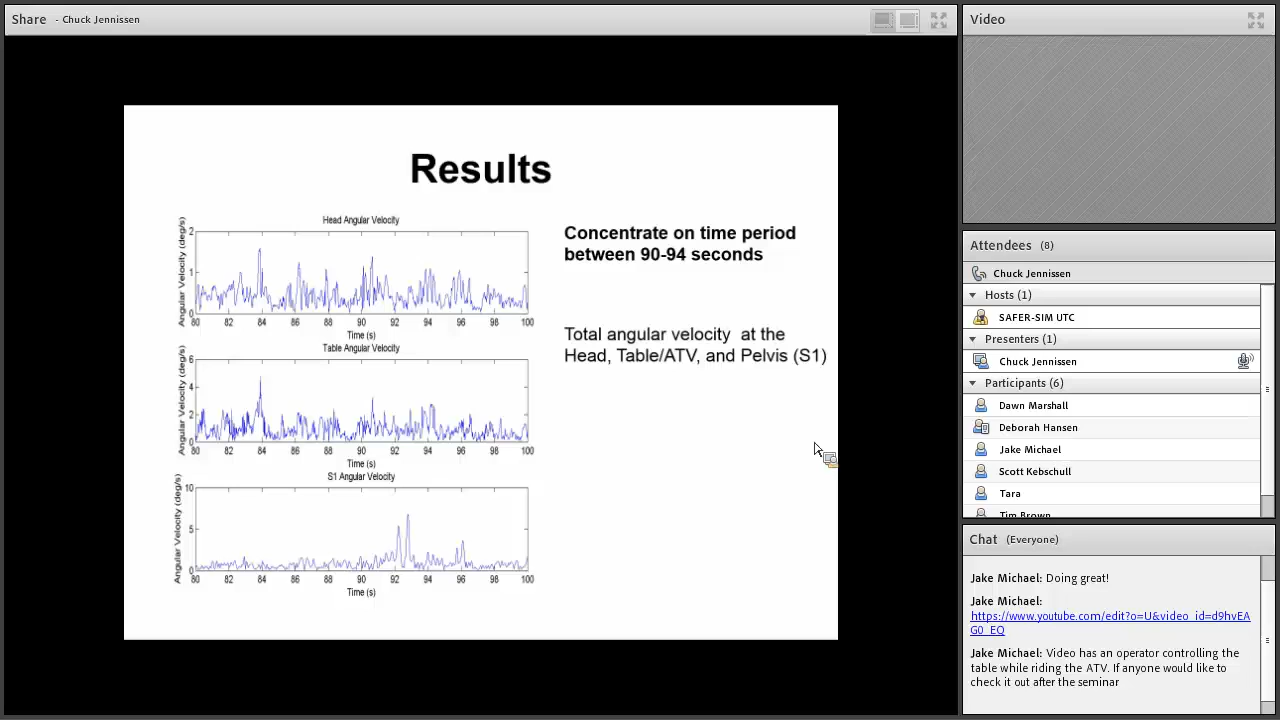 Share - Chuck Jennissen
Results
Head Angular Velocity
Angular Velocity (deg/s)
2
1
0
80 82 84 86 88 90 92 94 96 98 100
Time (s)
Table Angular Velocity
Angular Velocity (deg/s)
6
4
2
0
80 82 84 86 88 90 92 94 96 98 100
Time (s)
S1 Angular Velocity
Angular Velocity (deg/s)
10
5
0
80 82 84 86 88 90 92 94 96 98 100
Time (s)
Concentrate on time period
between 90-94 seconds
Total angular velocity at the
Head, Table/ATV, and Pelvis (S1)
Video
Attendees (8)
Chuck Jennissen
Hosts (1)
SAFER-SIM UTC
Presenters (1)
Chuck Jennissen
Participants (6)
Dawn Marshall
Deborah Hansen
Jake Michael
Scott Kebschull
Tara
Tim Brown
Chat (Everyone)
Jake Michael: Doing great!
Jake Michael:
https://www.youtube.com/edit?o=U&video_id=d9hvEA
G0_EQ
Jake Michael: Video has an operator controlling the
table while riding the ATV. If anyone would like to
check it out after the seminar